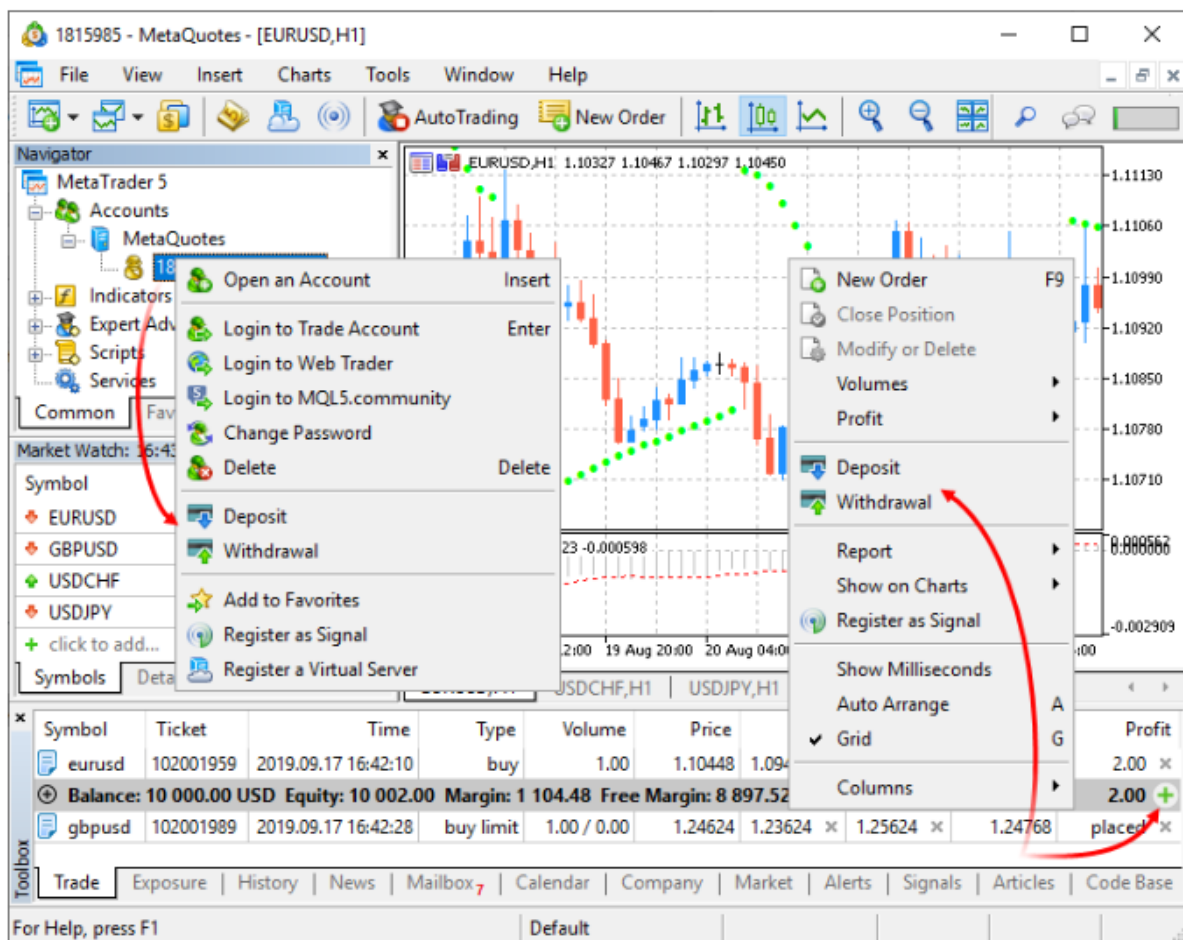 1815985 - MetaQuotes - [EURUSD,H1]
File View Insert Charts Tools Window Help
AutoTrading New Order
Navigator
MetaTrader 5
Accounts
MetaQuotes
18
Indicators
Expert Adv
Scripts
Services
Common Fav
Market Watch: 16:43
Symbol
EURUSD
GBPUSD
USDCHF
USDJPY
click to add...
Symbols Deta
Open an Account Insert
Login to Trade Account Enter
Login to Web Trader
Login to MQL5.community
Change Password
Delete Delete
Deposit
Withdrawal
Add to Favorites
Register as Signal
Register a Virtual Server
EURUSD,H1 1.10327 1.10467 1.10297 1.10450
1.11130
1.11060
1.10990
1.10920
1.10850
1.10780
1.10710
23 -0.000598
0.000562
0.000000
-0.002909
12:00 19 Aug 20:00 20 Aug 04:00
:00
USDCHF,H1 USDJPY,H1
New Order F9
Close Position
Modify or Delete
Volumes
Profit
Deposit
Withdrawal
Report
Show on Charts
Register as Signal
Show Milliseconds
Auto Arrange A
Grid G
Columns
Symbol Ticket Time Type Volume Price Profit
eurusd 102001959 2019.09.17 16:42:10 buy 1.00 1.10448 1.094 2.00
Balance: 10 000.00 USD Equity: 10 002.00 Margin: 1 104.48 Free Margin: 8 897.52 2.00
gbpusd 102001989 2019.09.17 16:42:28 buy limit 1.00 / 0.00 1.24624 1.23624 1.25624 1.24768 placed
Toolbox
Trade Exposure History News Mailbox 7 Calendar Company Market Alerts Signals Articles Code Base
For Help, press F1 Default